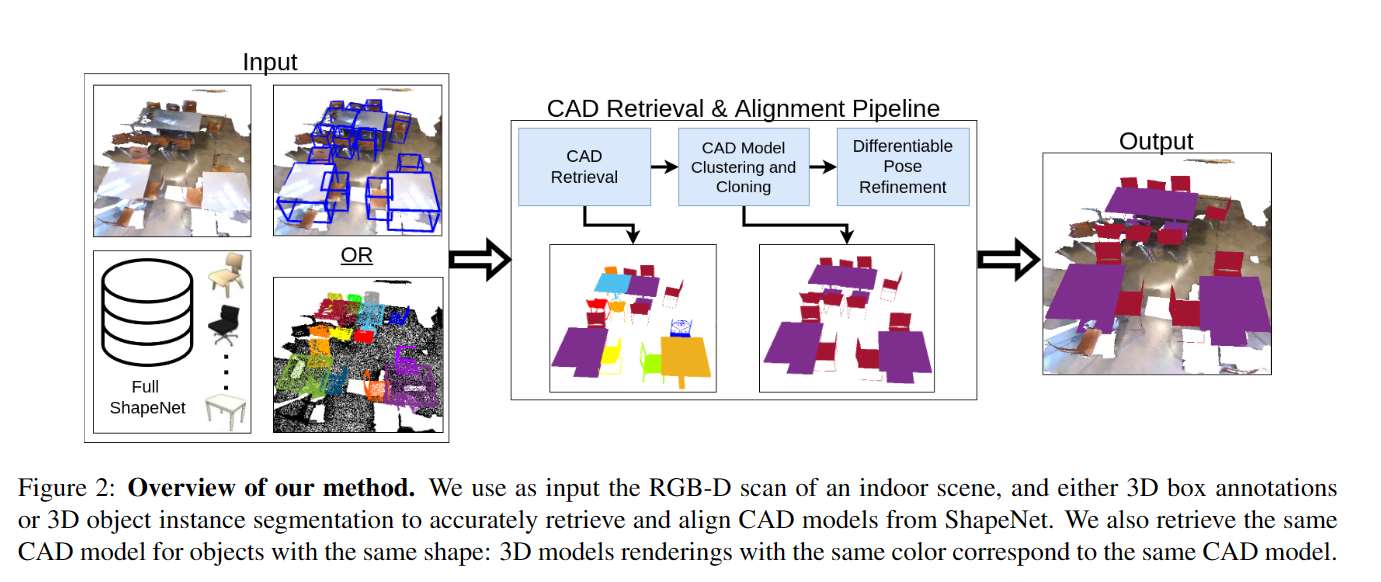 Input
OR
Full
ShapeNet
CAD Retrieval & Alignment Pipeline
CAD
Retrieval
CAD Model
Clustering and
Cloning
Differentiable
Pose
Refinement
Output
Figure 2: Overview of our method. We use as input the RGB-D scan of an indoor scene, and either 3D box annotations
or 3D object instance segmentation to accurately retrieve and align CAD models from ShapeNet. We also retrieve the same
CAD model for objects with the same shape: 3D models renderings with the same color correspond to the same CAD model.